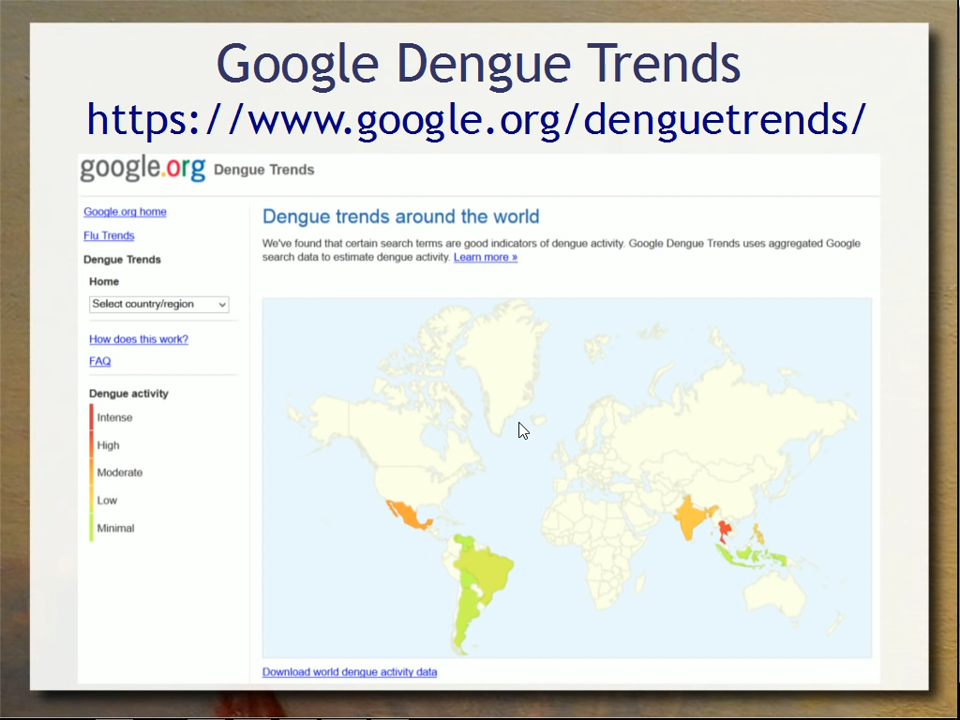 Google Dengue Trends
https://www.google.org/denguetrends/
google.org Dengue Trends
Google.org home
Flu Trends
Dengue Trends
Home
Select country/region
How does this work?
FAQ
Dengue activity
Intense
High
Moderate
Low
Minimal
Dengue trends around the world
We've found that certain search terms are good indicators of dengue activity. Google Dengue Trends uses aggregated Google
search data to estimate dengue activity. Learn more »
Download world dengue activity data